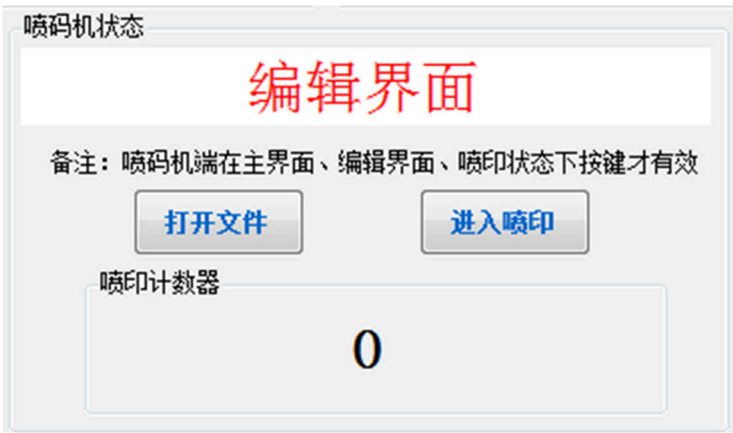 喷码机状态
编辑界面
备注：喷码机端在主界面、编辑界面、喷印状态下按键才有效
打开文件 进入喷印
喷印计数器
0